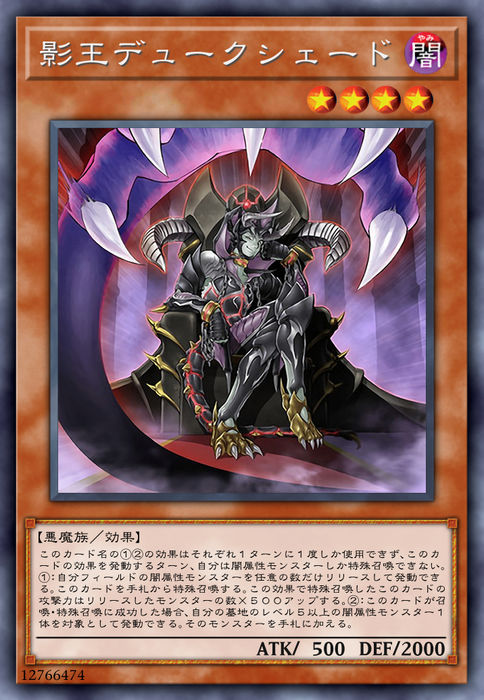 影王デュークシェード
やみ
闇
【悪魔族／効果】
このカード名の①②の効果はそれぞれ１ターンに１度しか使用できず、このカ
ードの効果を発動するターン、自分は闇属性モンスターしか特殊召喚できない。
①：自分フィールドの闇属性モンスターを任意の数だけリリースして発動でき
る。このカードを手札から特殊召喚する。この効果で特殊召喚したこのカードの
攻撃力はリリースしたモンスターの数×５００アップする。②：このカードが召
喚・特殊召喚に成功した場合、自分の墓地のレベル５以上の闇属性モンスター１
体を対象として発動できる。そのモンスターを手札に加える。
ATK/ 500 DEF/2000
12766474